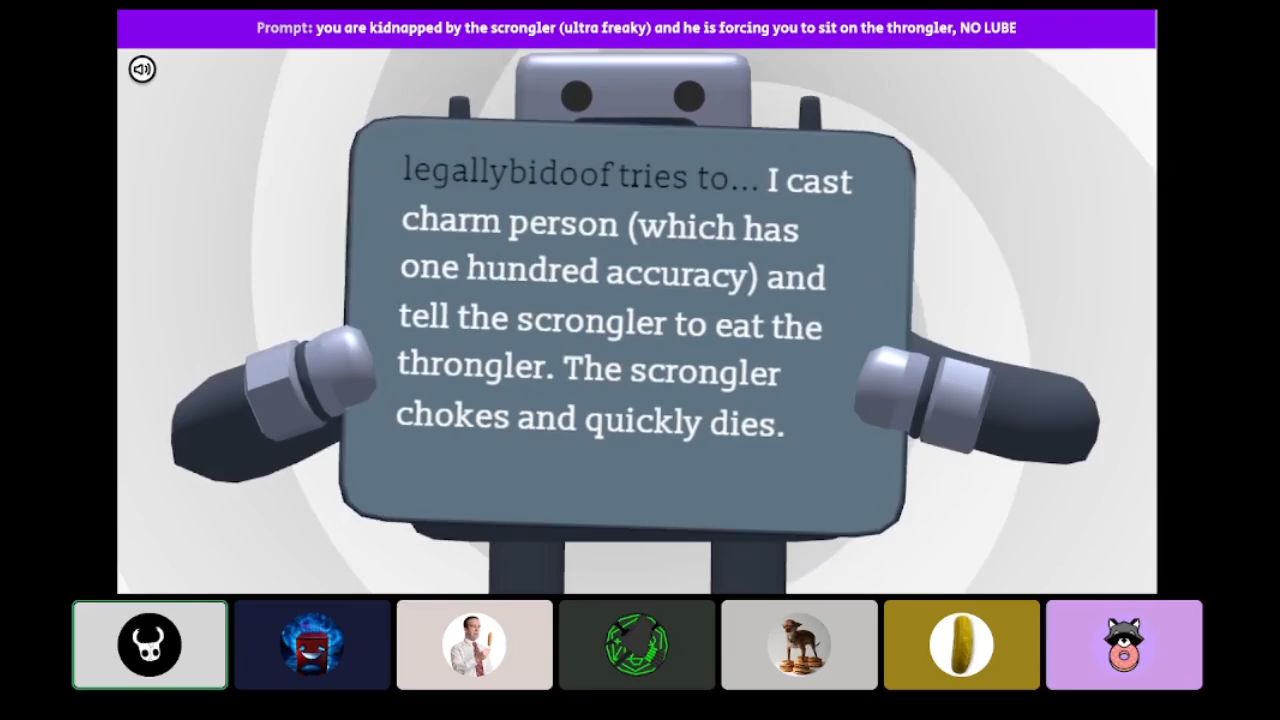 Prompt: you are kidnapped by the scrongler (ultra freaky) and he is forcing you to sit on the throngler, NO LUBE
legallybidoof tries to... I cast
charm person (which has
one hundred accuracy) and
tell the scrongler to eat the
throngler. The scrongler
chokes and quickly dies.